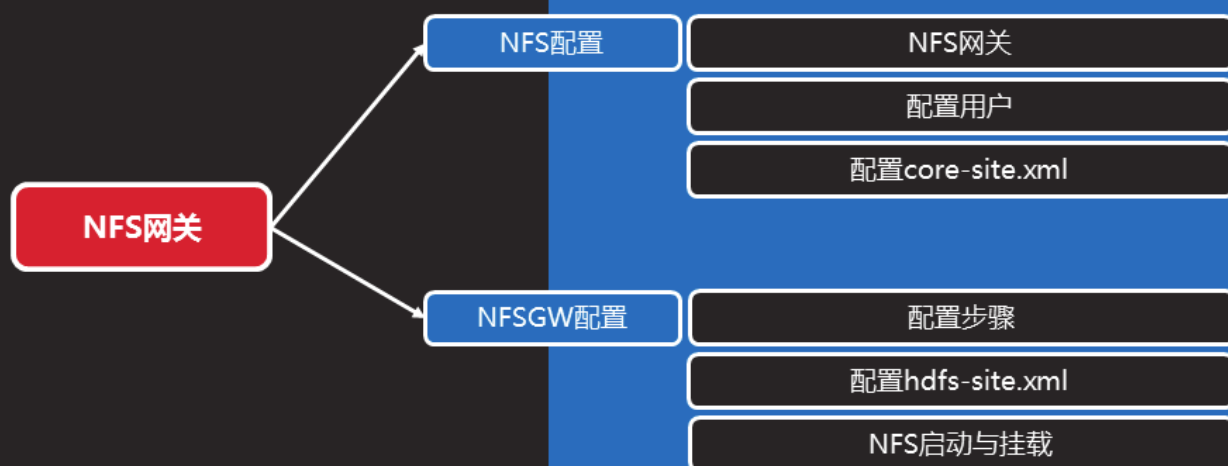 NFS网关
NFS配置
NFS网关
配置用户
配置core-site.xml
NFSGW配置
配置步骤
配置hdfs-site.xml
NFS启动与挂载